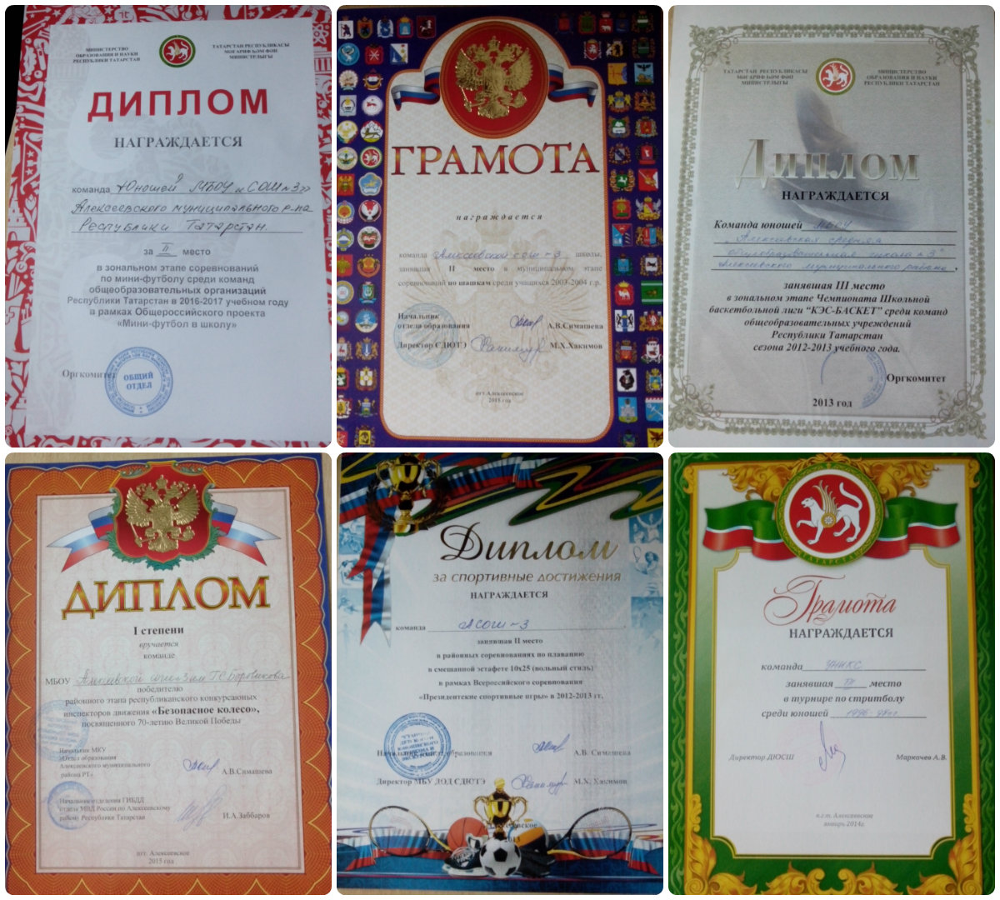 МИНИСТЕРСТВО
ОБРАЗОВАНИЯ И НАУКИ
РЕСПУБЛИКИ ТАТАРСТАН
ТАТАРСТАН РЕСПУБЛИКАСЫ
МӘГАРИФ ҺӘМ ФӘН
МИНИСТРЛЫГЫ
ДИПЛОМ
НАГРАЖДАЕТСЯ
команда юношей МБОУ "СОШ №3"
Алексеевского муниципального р-на
Республики Татарстан.
за II место
в зональном этапе соревнований
по мини-футболу среди команд
общеобразовательных организаций
Республики Татарстан в 2016-2017 учебном году
в рамках Общероссийского проекта
«Мини-футбол в школу»
Оргкомитет
ОБЩИЙ
ОТДЕЛ
ГРАМОТА
награждается
команда Алексеевской сош №3 школы,
занявшая II место в муниципальном этапе
соревнований по шашкам среди учащихся 2003-2004 г.р.
Начальник
отдела образования А.В.Симашева
Директор СДЮТЭ М.Х.Хакимов
пгт.Алексеевское
2015 год
ТАТАРСТАН РЕСПУБЛИКАСЫ
МӘГАРИФ ҺӘМ ФӘН
МИНИСТРЛЫГЫ
МИНИСТЕРСТВО
ОБРАЗОВАНИЯ И НАУКИ
РЕСПУБЛИКИ ТАТАРСТАН
Диплом
НАГРАЖДАЕТСЯ
Команда юношей МБОУ
"Алексеевская средняя
общеобразовательная школа №3"
Алексеевского муниципального района,
занявшая III место
в зональном этапе Чемпионата Школьной
баскетбольной лиги "КЭС-БАСКЕТ" среди команд
общеобразовательных учреждений
Республики Татарстан
сезона 2012-2013 учебного года.
Оргкомитет
2013 год
ДИПЛОМ
I степени
вручается
команде
МБОУ Алексеевской сош №3 им Г.С.Боровикова
победителю
районного этапа республиканского конкурса юных
инспекторов движения «Безопасное колесо»,
посвященного 70-летию Великой Победы
Начальник МКУ
«Отдел образования
Алексеевского муниципального
района РТ» А.В.Симашева
Начальник отделения ГИБДД
отдела МВД России по Алексеевскому
району Республики Татарстан И.А.Заббаров
пгт. Алексеевское
2015 год
Диплом
за спортивные достижения
НАГРАЖДАЕТСЯ
команда АСОШ №3
занявшая II место
в районных соревнованиях по плаванию
в смешанной эстафете 10х25 (вольный стиль)
в рамках Всероссийского соревнования
«Президентские спортивные игры» в 2012-2013 гг.
Начальник отдела образования А.В. Симашева
Директор МБУ ДОД СДЮТЭ М.Х. Хакимов
2013
ТАТАРСТАН
Грамота
НАГРАЖДАЕТСЯ
команда УНИКС
занявшая III место
в турнире по стритболу
среди юношей 1996-97гг
Директор ДЮСШ Маркачев А.В.
п.г.т. Алексеевское
январь 2014г.